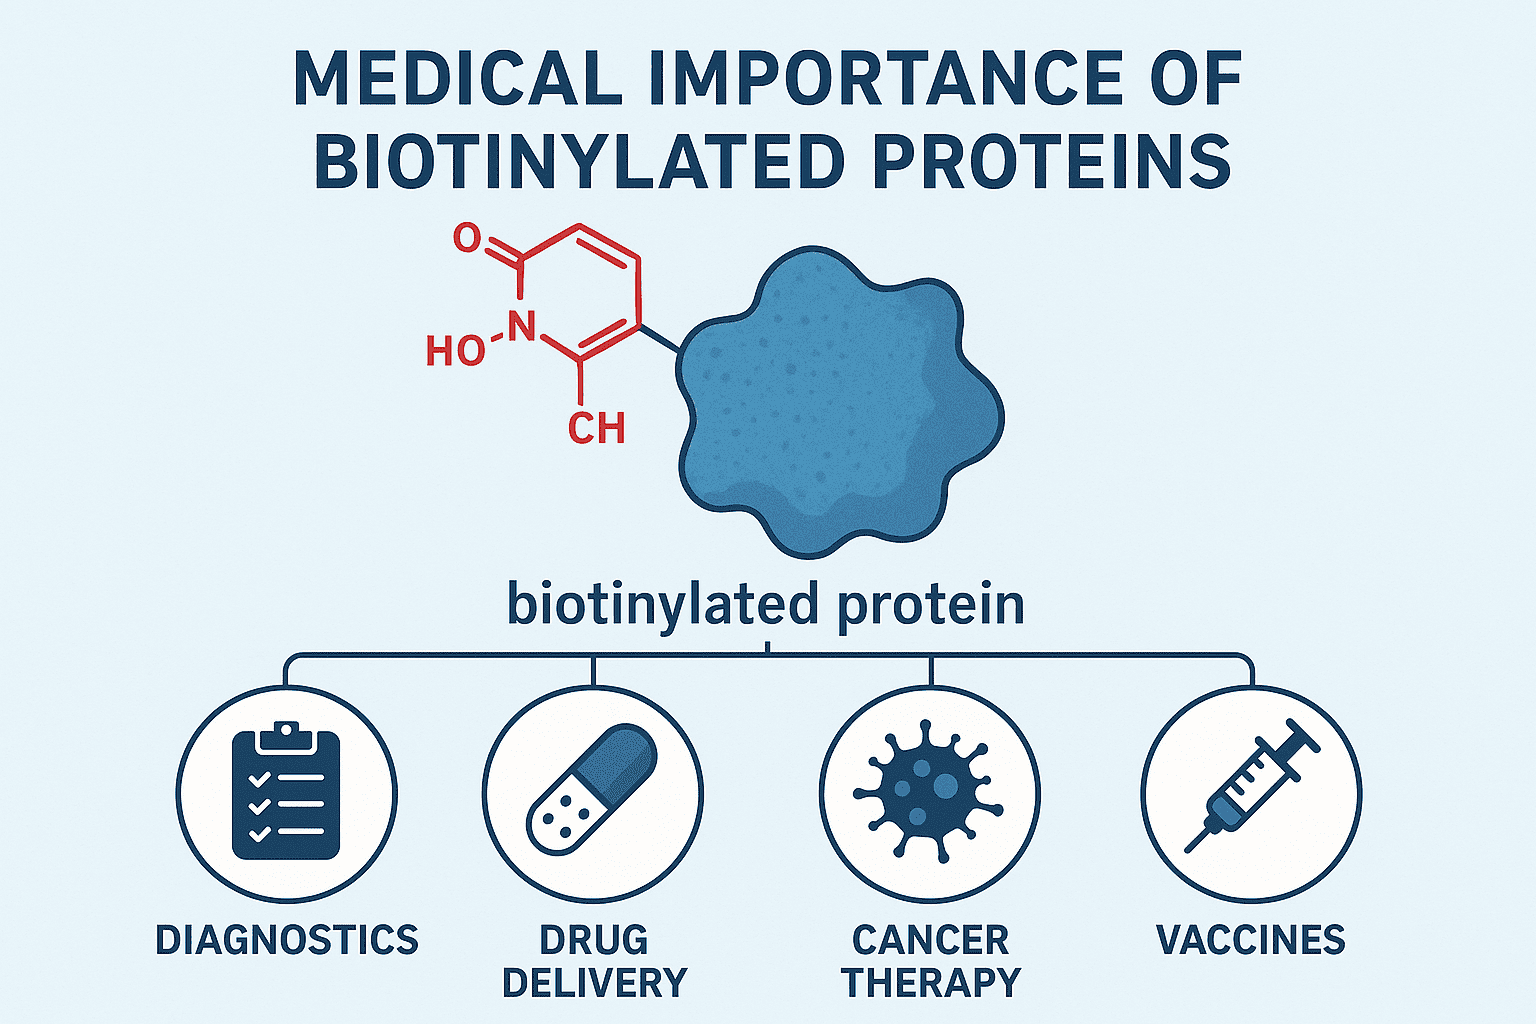 MEDICAL IMPORTANCE OF
BIOTINYLATED PROTEINS
O
N
HO
CH
biotinylated protein
DIAGNOSTICS
DRUG
DELIVERY
CANCER
THERAPY
VACCINES